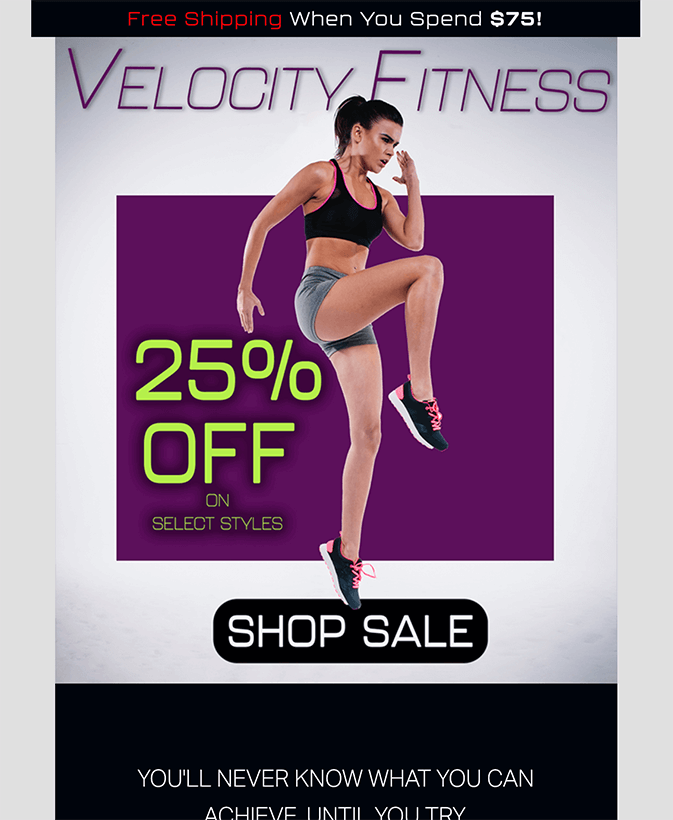 Free Shipping When You Spend $75!
VELOCITY FITNESS
25%
OFF
ON
SELECT STYLES
SHOP SALE
YOU'LL NEVER KNOW WHAT YOU CAN
ACHIEVE UNTIL YOU TRY